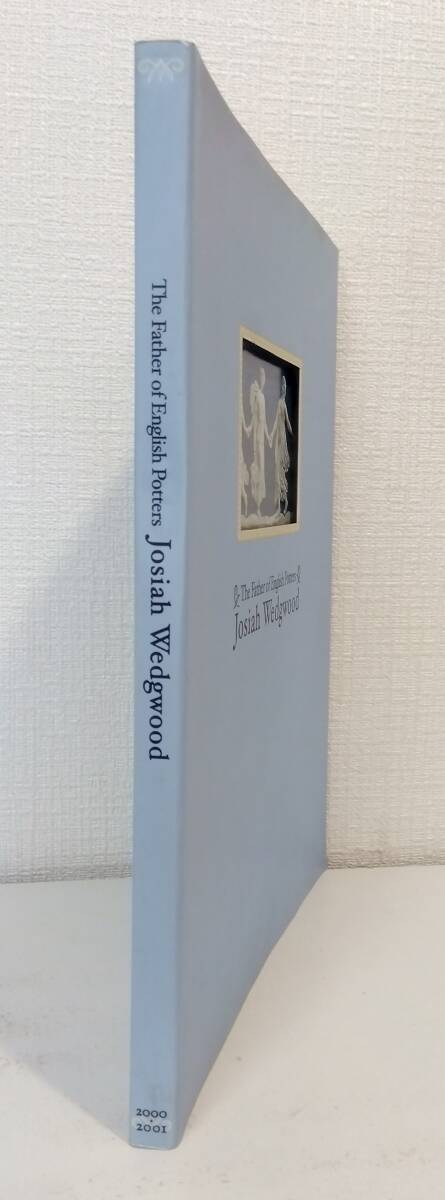 The Father of English Potters Josiah Wedgwood
2000
·
2001
The Father of English Potters
Josiah Wedgwood